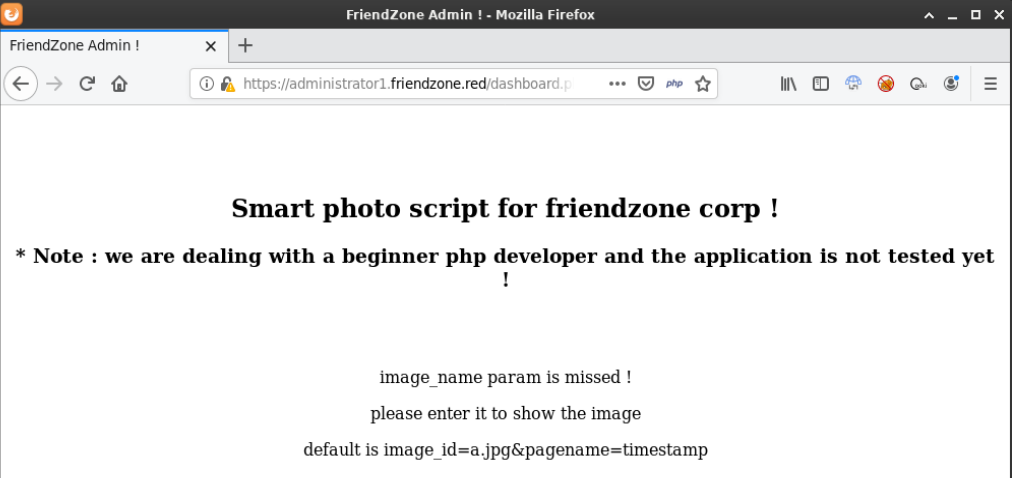 FriendZone Admin ! - Mozilla Firefox
FriendZone Admin !
https://administrator1.friendzone.red/dashboard.p
php
Smart photo script for friendzone corp !
* Note : we are dealing with a beginner php developer and the application is not tested yet
!
image_name param is missed !
please enter it to show the image
default is image_id=a.jpg&pagename=timestamp